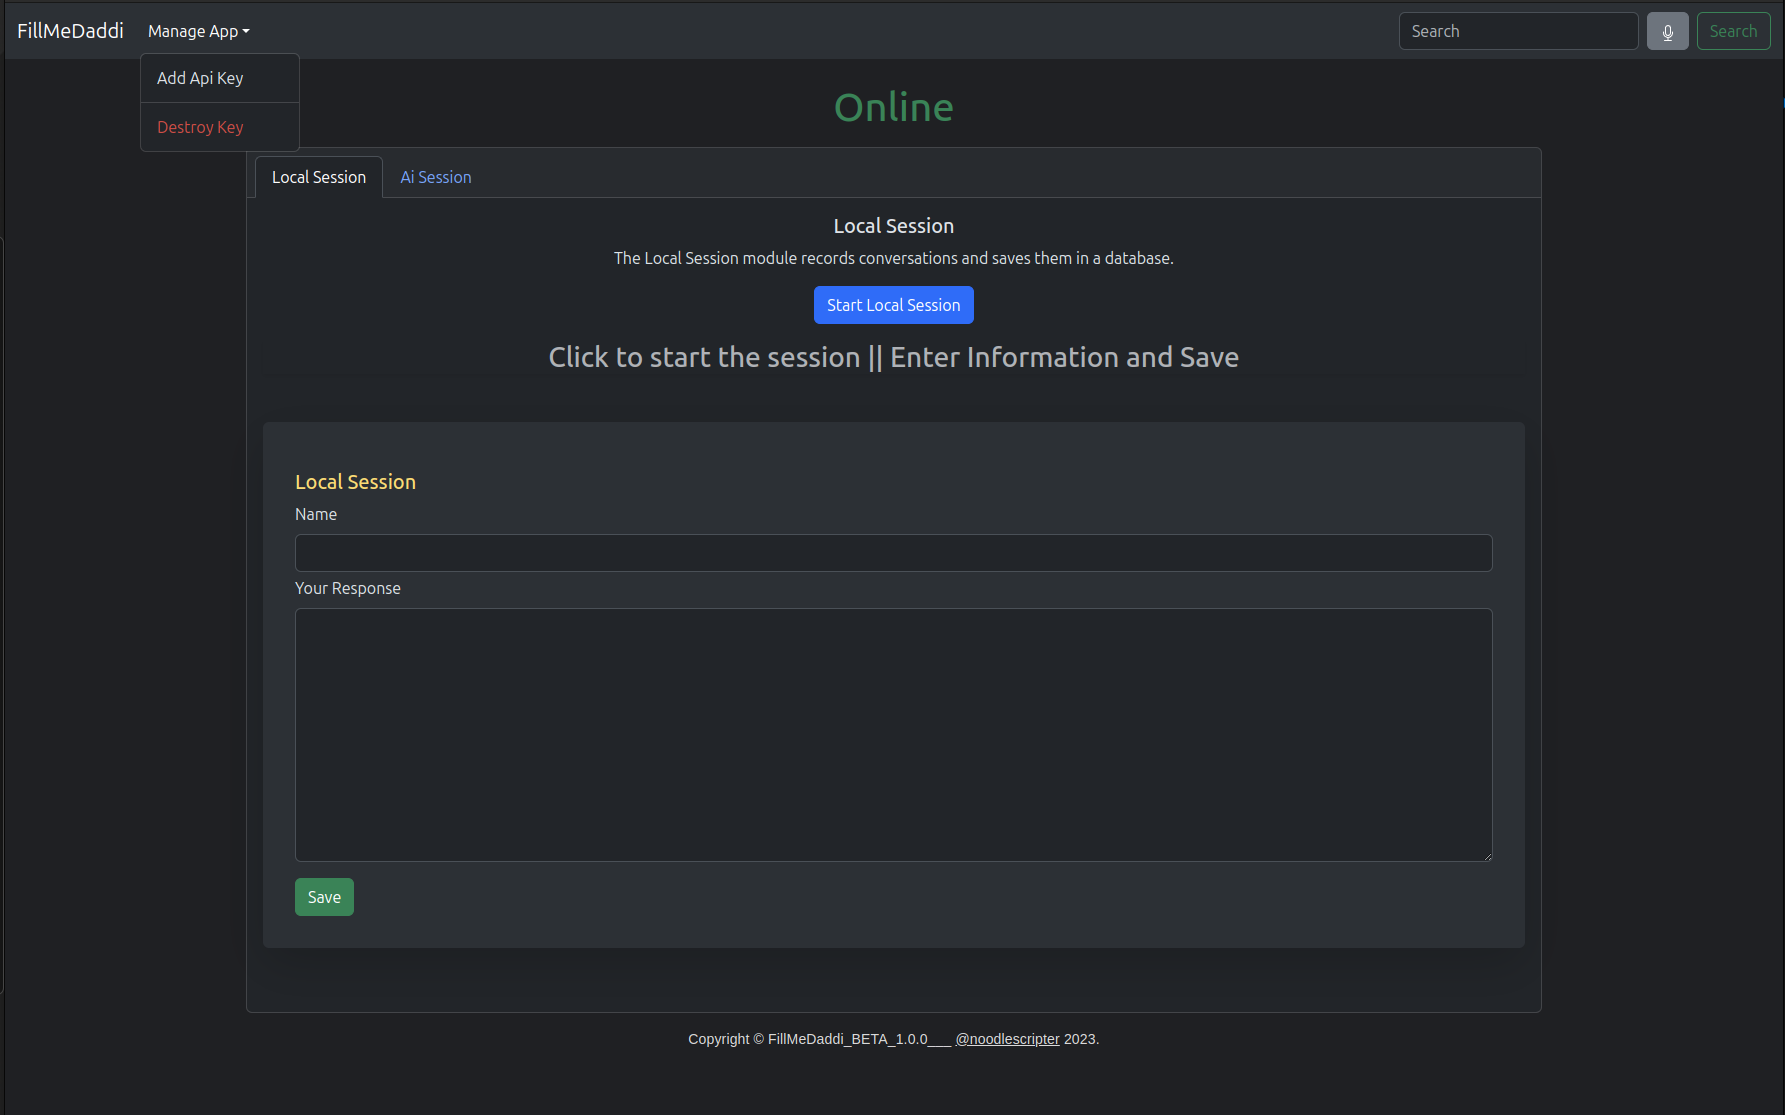 FillMeDaddi Manage App Search Search
Add Api Key
Destroy Key
Online
Local Session Ai Session
Local Session
The Local Session module records conversations and saves them in a database.
Start Local Session
Click to start the session || Enter Information and Save
Local Session
Name
Your Response
Save
Copyright © FillMeDaddi_BETA_1.0.0___ @noodlescripter 2023.